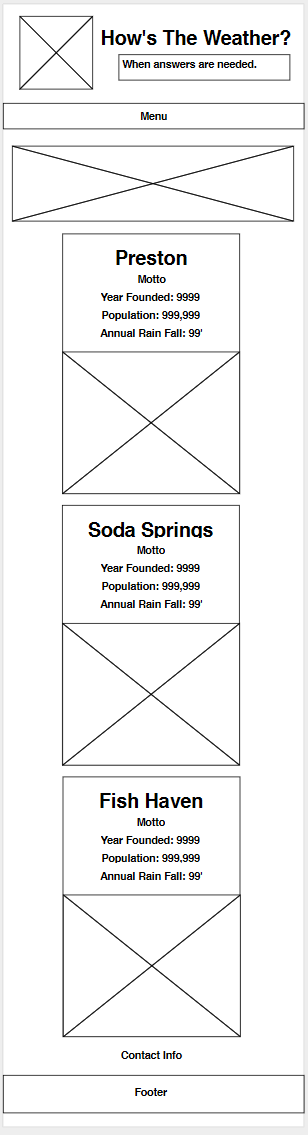 How's The Weather?
When answers are needed.
Menu
Preston
Motto
Year Founded: 9999
Population: 999,999
Annual Rain Fall: 99'
Soda Springs
Motto
Year Founded: 9999
Population: 999,999
Annual Rain Fall: 99'
Fish Haven
Motto
Year Founded: 9999
Population: 999,999
Annual Rain Fall: 99'
Contact Info
Footer